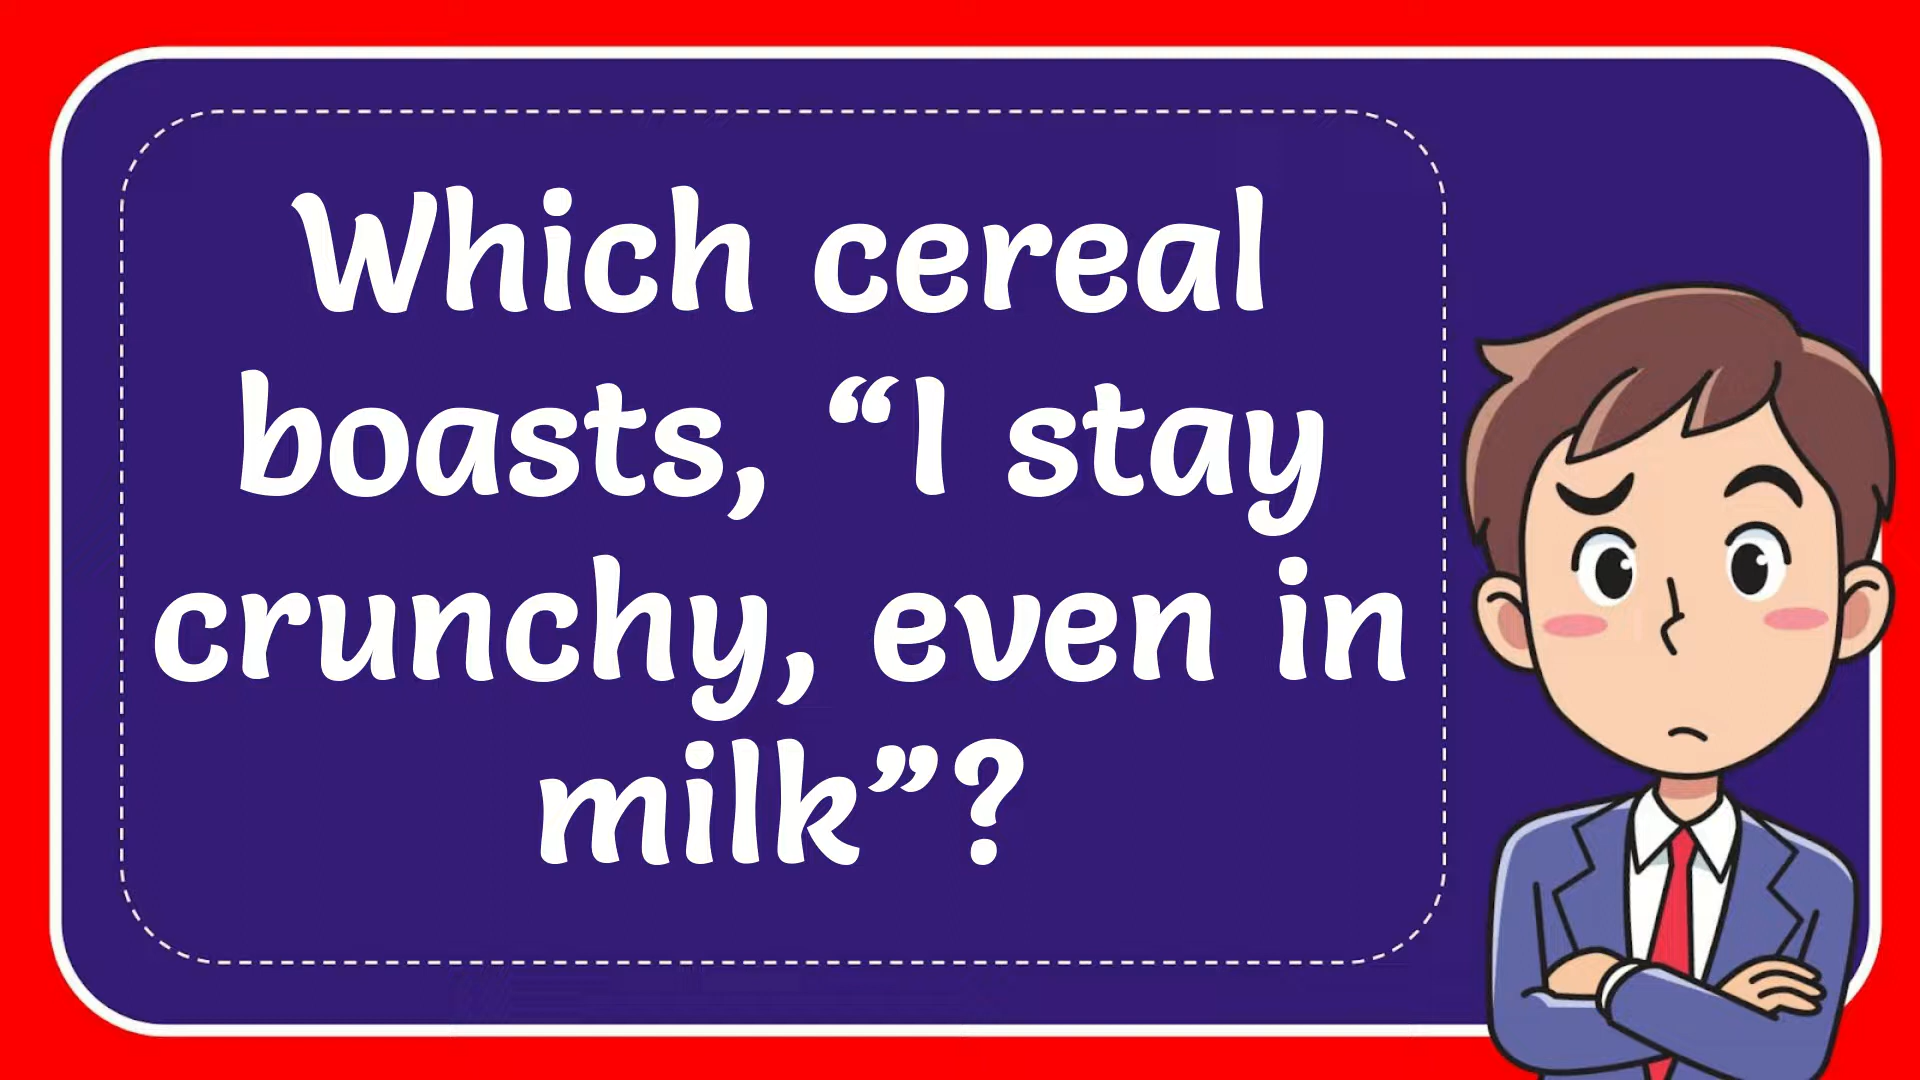 Which cereal
boasts, “I stay
crunchy, even in
milk”?